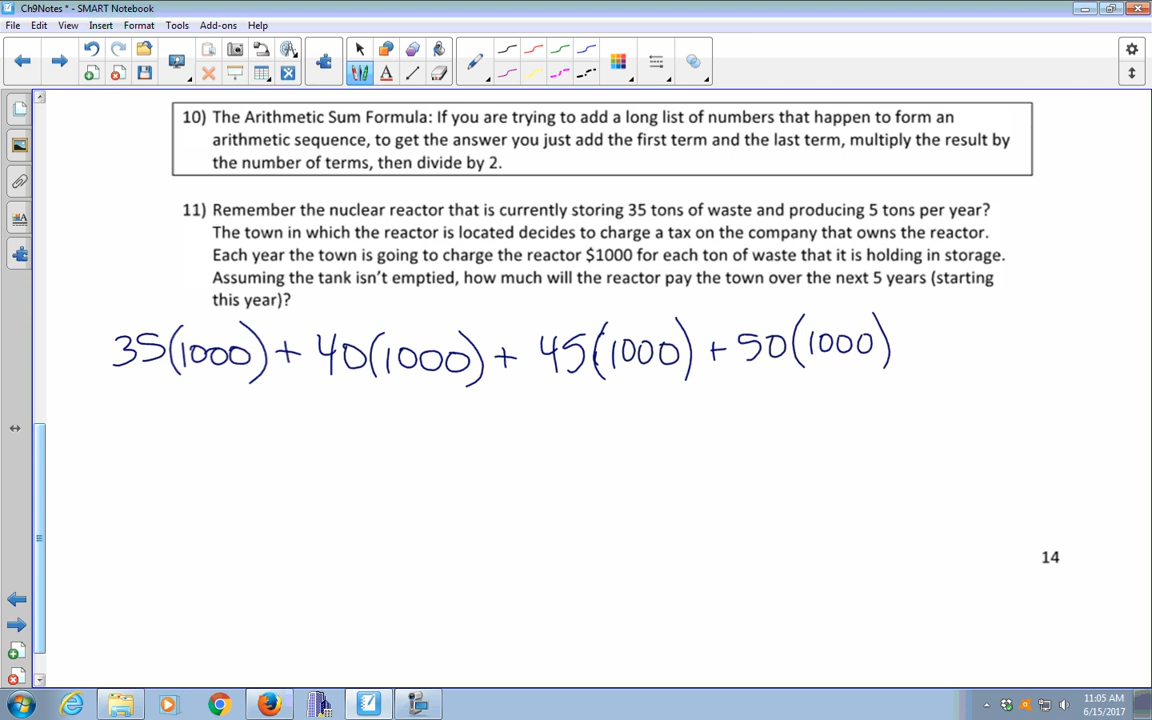 Ch9Notes * - SMART Notebook
File Edit View Insert Format Tools Add-ons Help
10) The Arithmetic Sum Formula: If you are trying to add a long list of numbers that happen to form an
arithmetic sequence, to get the answer you just add the first term and the last term, multiply the result by
the number of terms, then divide by 2.
11) Remember the nuclear reactor that is currently storing 35 tons of waste and producing 5 tons per year?
The town in which the reactor is located decides to charge a tax on the company that owns the reactor.
Each year the town is going to charge the reactor $1000 for each ton of waste that it is holding in storage.
Assuming the tank isn't emptied, how much will the reactor pay the town over the next 5 years (starting
this year)?
35(1000) + 40(1000) + 45(1000) + 50(1000)
14
11:05 AM
6/15/2017